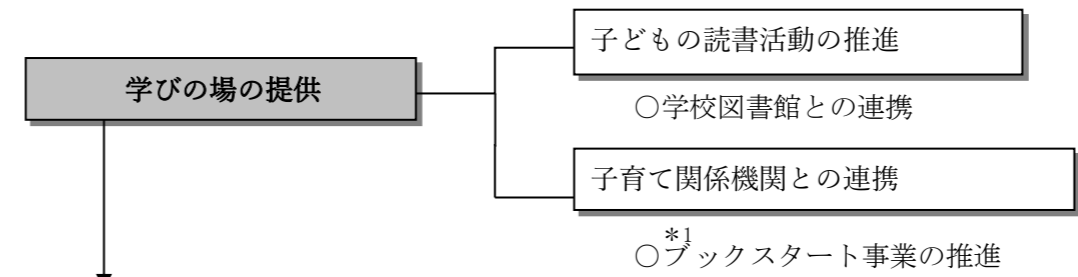 子どもの読書活動の推進
学びの場の提供
○学校図書館との連携
子育て関係機関との連携
*1
○ブックスタート事業の推進